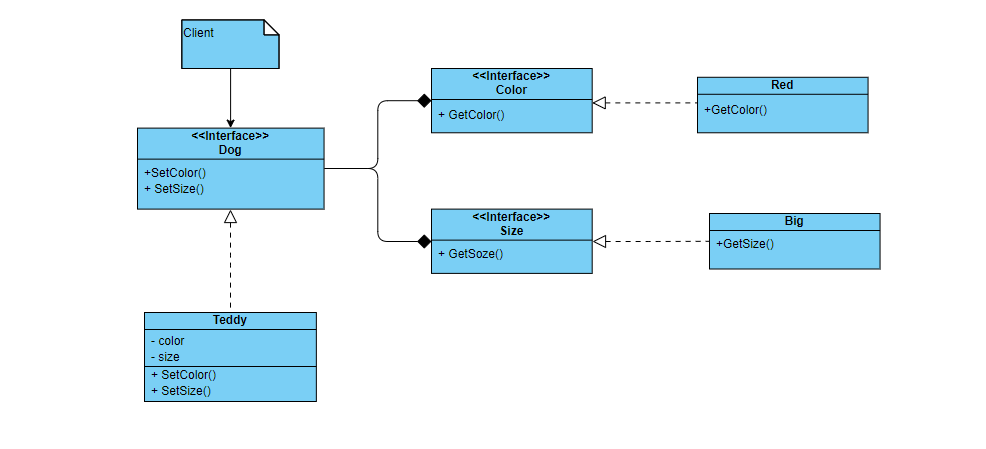 Client
<<Interface>>
Dog
+SetColor()
+ SetSize()
<<Interface>>
Color
+ GetColor()
Red
+GetColor()
<<Interface>>
Size
+ GetSoze()
Big
+GetSize()
Teddy
- color
- size
+ SetColor()
+ SetSize()